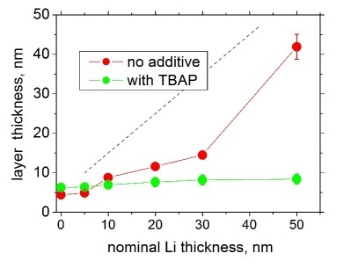 50
40
30
20
10
0
layer thickness, nm
no additive
with TBAP
0 10 20 30 40 50
nominal Li thickness, nm